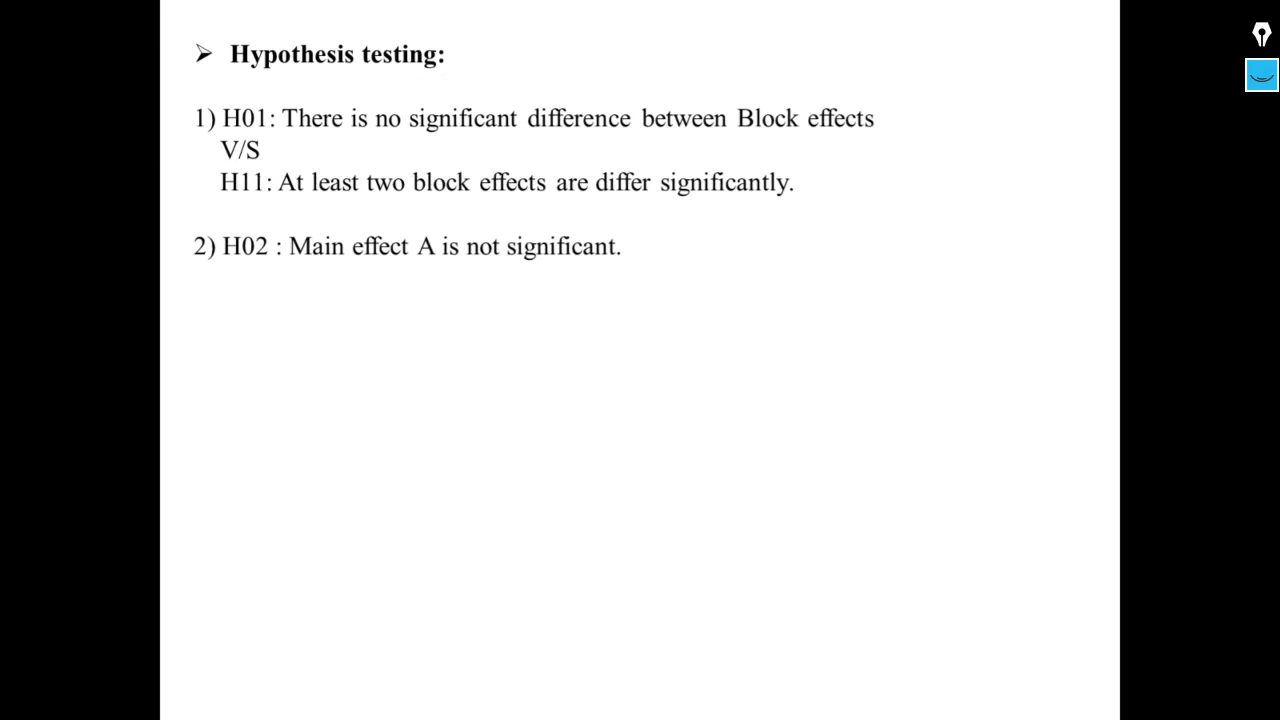 ➢ Hypothesis testing:
1) H01: There is no significant difference between Block effects
V/S
H11: At least two block effects are differ significantly.
2) H02 : Main effect A is not significant.